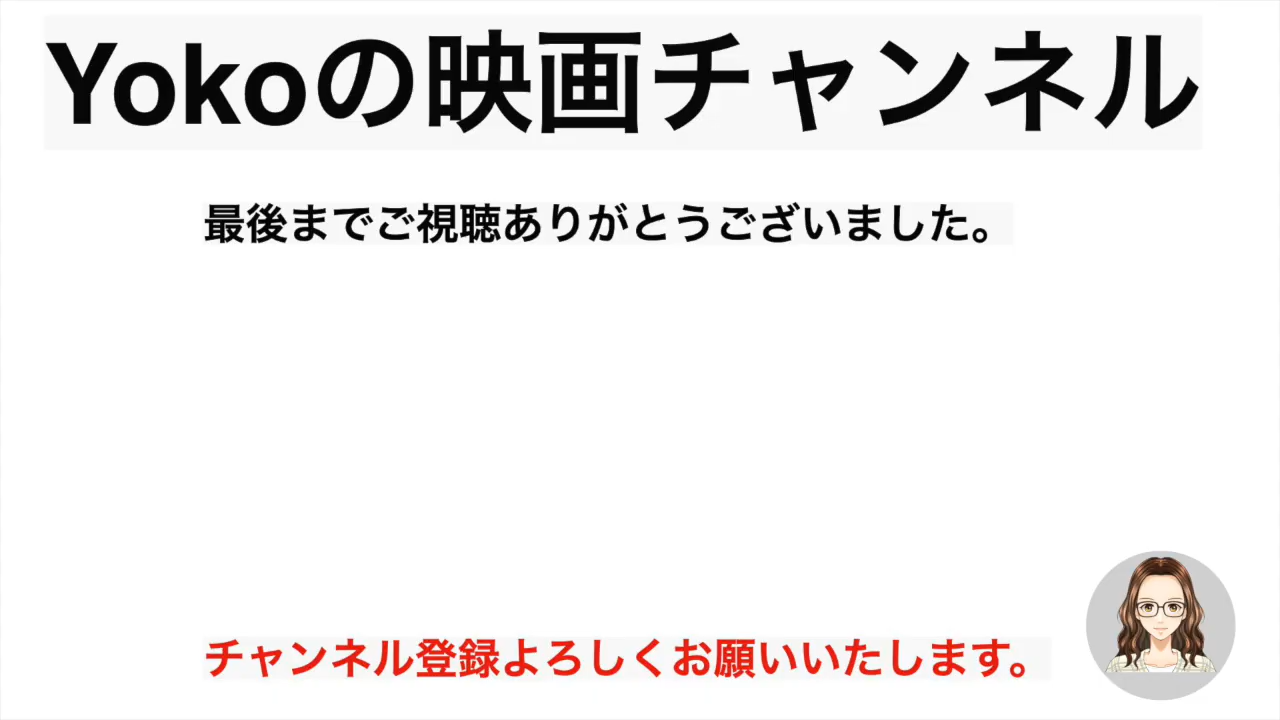 Yokoの映画チャンネル
最後までご視聴ありがとうございました。
チャンネル登録よろしくお願いいたします。